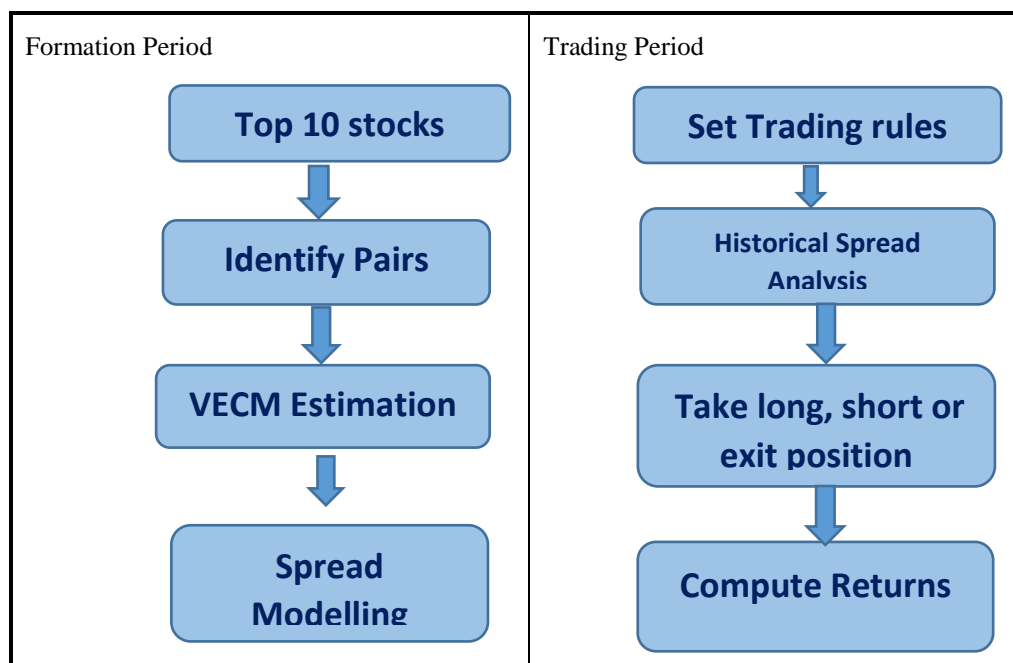 Formation Period
Top 10 stocks
Identify Pairs
VECM Estimation
Spread
Modelling
Trading Period
Set Trading rules
Historical Spread
Analysis
Take long, short or
exit position
Compute Returns